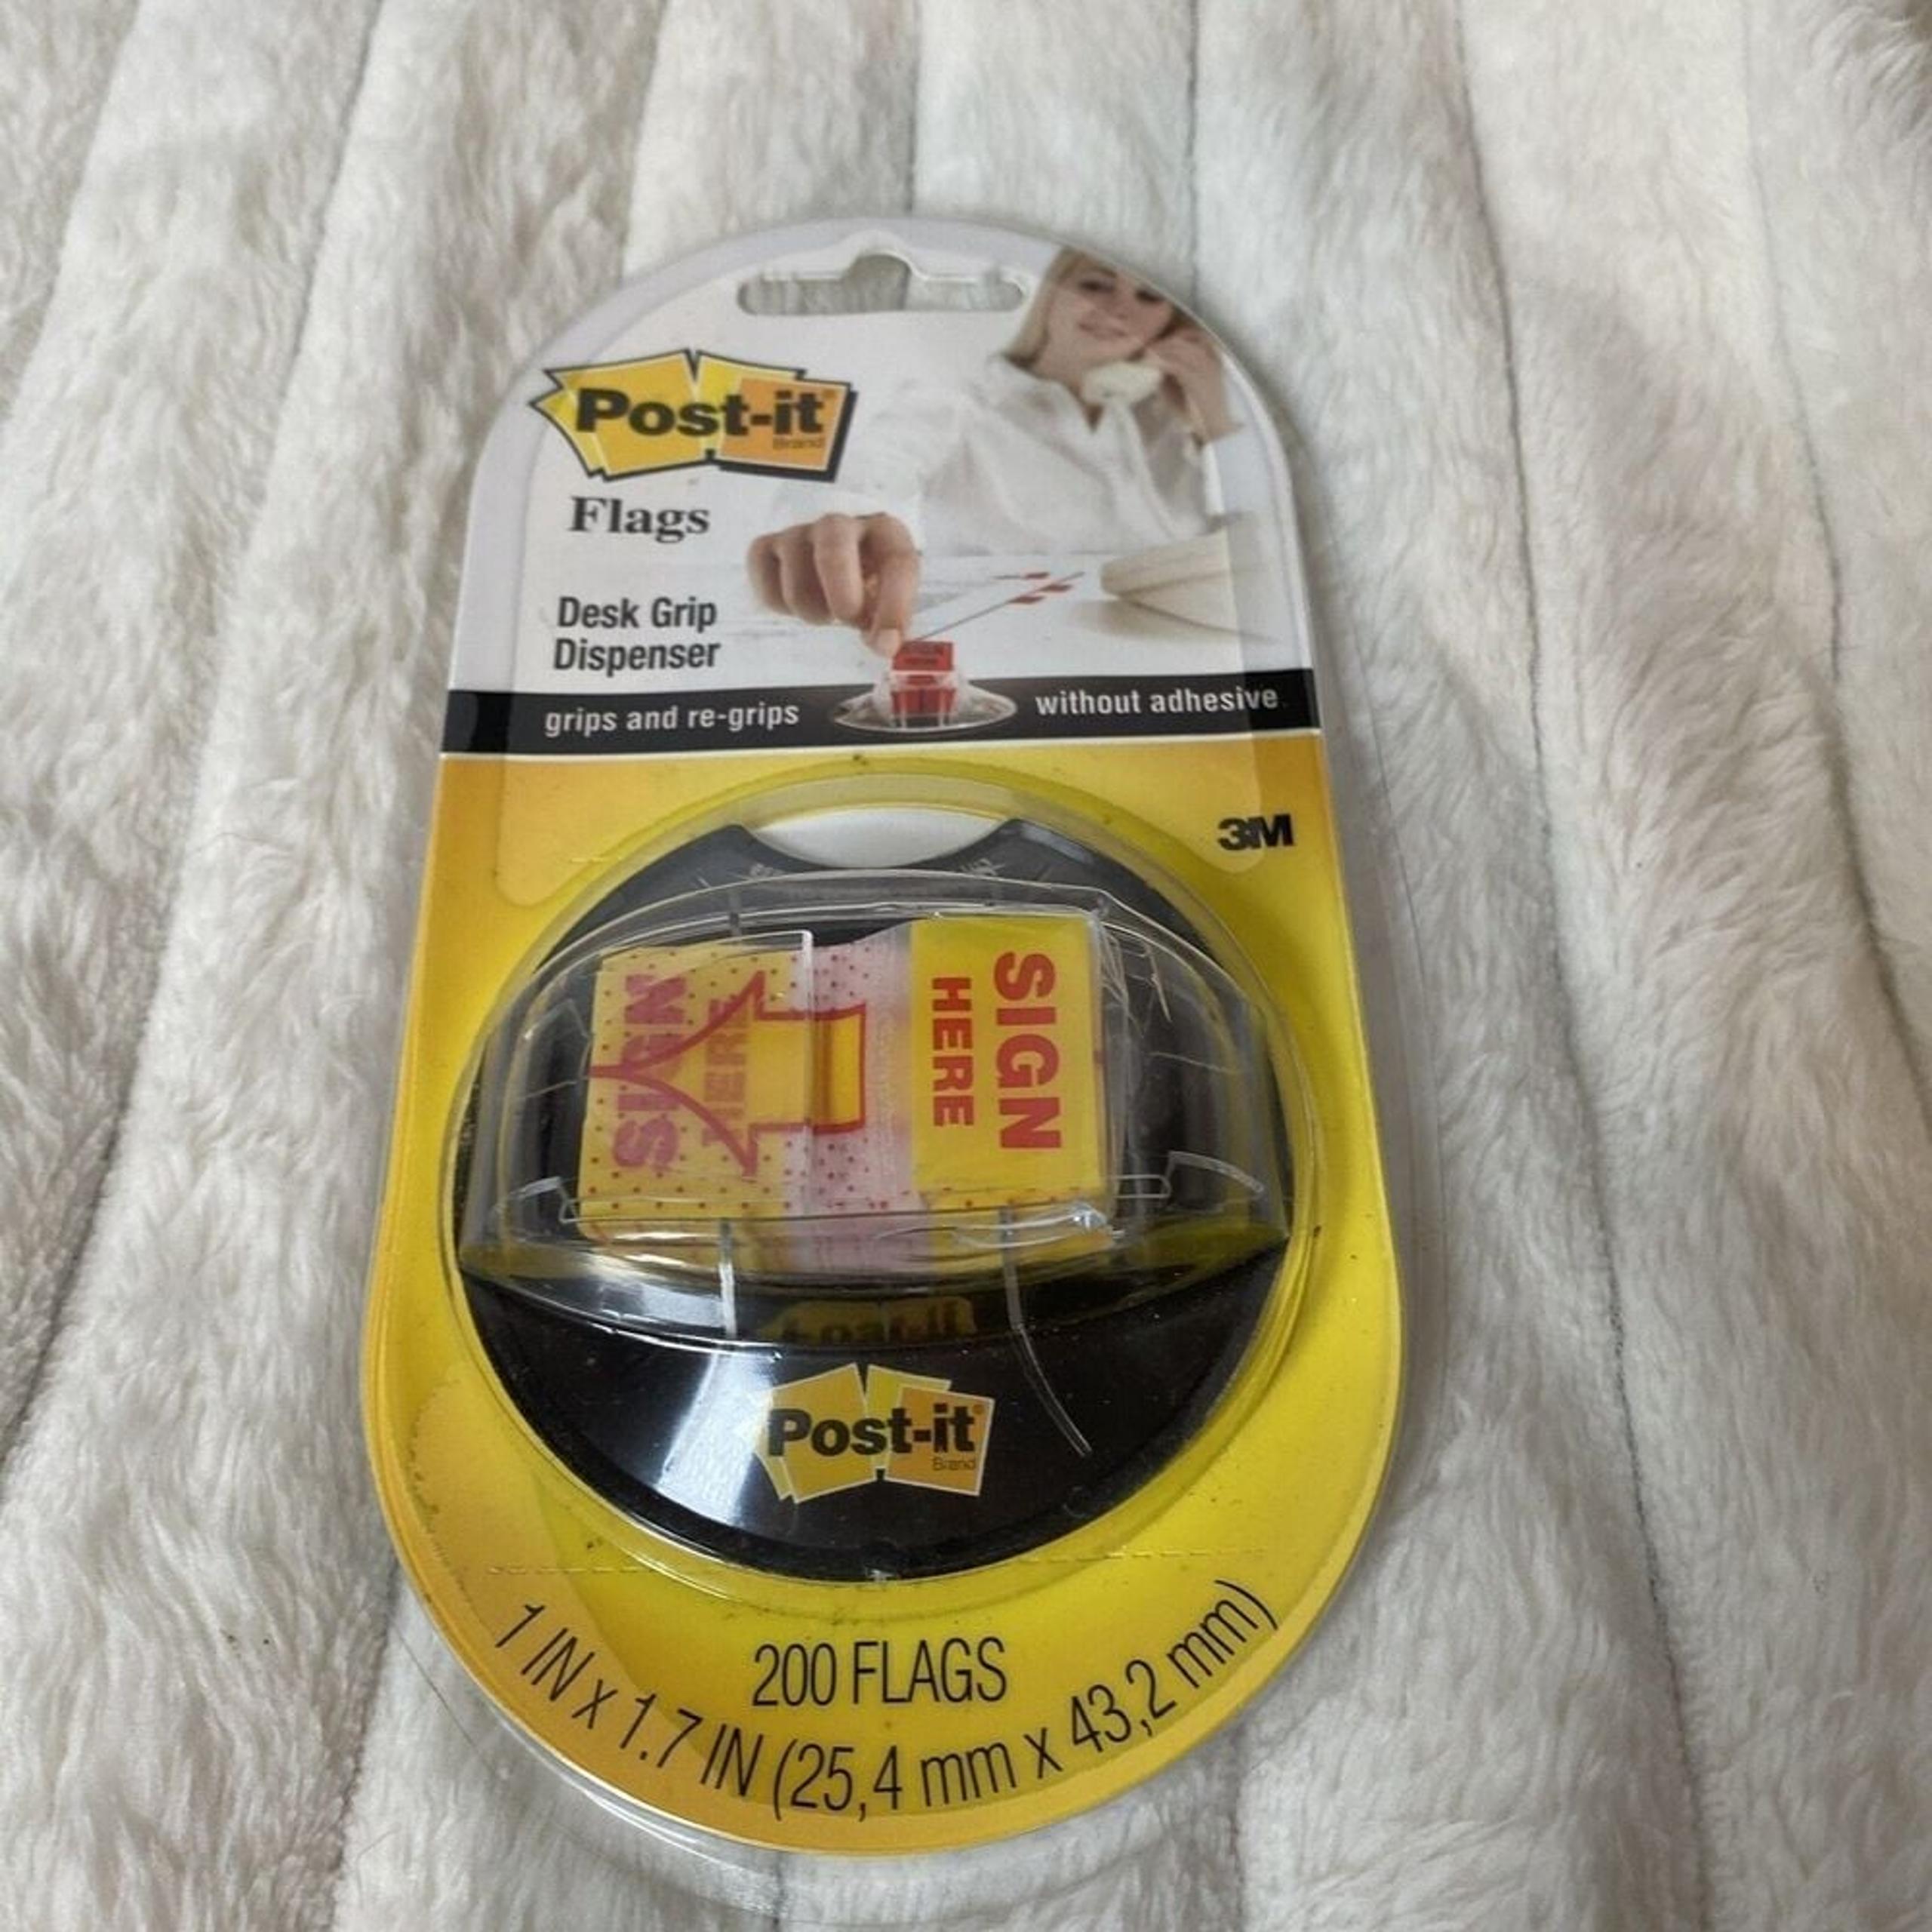 Post-it®
Brand
Flags
Desk Grip
Dispenser
grips and re-grips
without adhesive
3M
SIGN
HERE
SIGN
HERE
Post-it®
Brand
200 FLAGS
1 IN x 1.7 IN (25,4 mm x 43,2 mm)